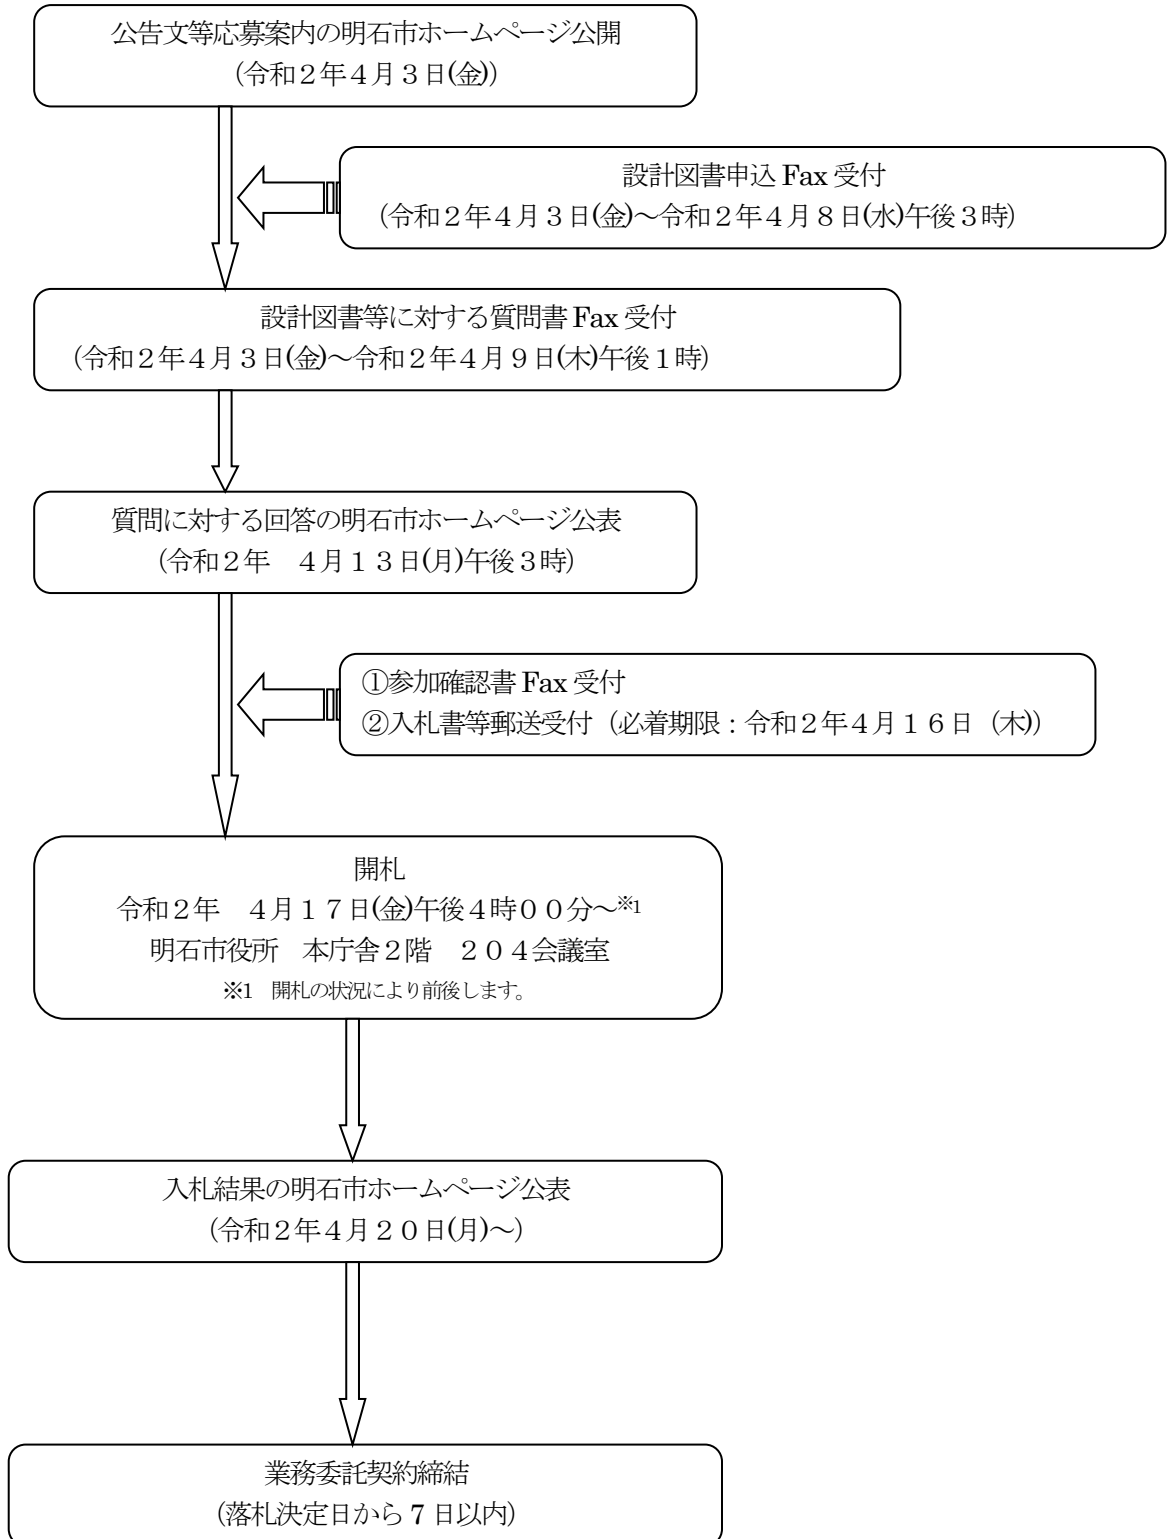 公告文等応募案内の明石市ホームページ公開
（令和２年４月３日(金)）
設計図書申込 Fax 受付
（令和２年４月３日(金)～令和２年４月８日(水)午後３時）
設計図書等に対する質問書 Fax 受付
（令和２年４月３日(金)～令和２年４月９日(木)午後１時）
質問に対する回答の明石市ホームページ公表
（令和２年　４月１３日(月)午後３時）
①参加確認書 Fax 受付
②入札書等郵送受付（必着期限：令和２年４月１６日（木））
開札
令和２年　４月１７日(金)午後４時００分～※1
明石市役所　本庁舎２階　２０４会議室
※1　開札の状況により前後します。
入札結果の明石市ホームページ公表
（令和２年４月２０日(月)～）
業務委託契約締結
（落札決定日から 7 日以内）